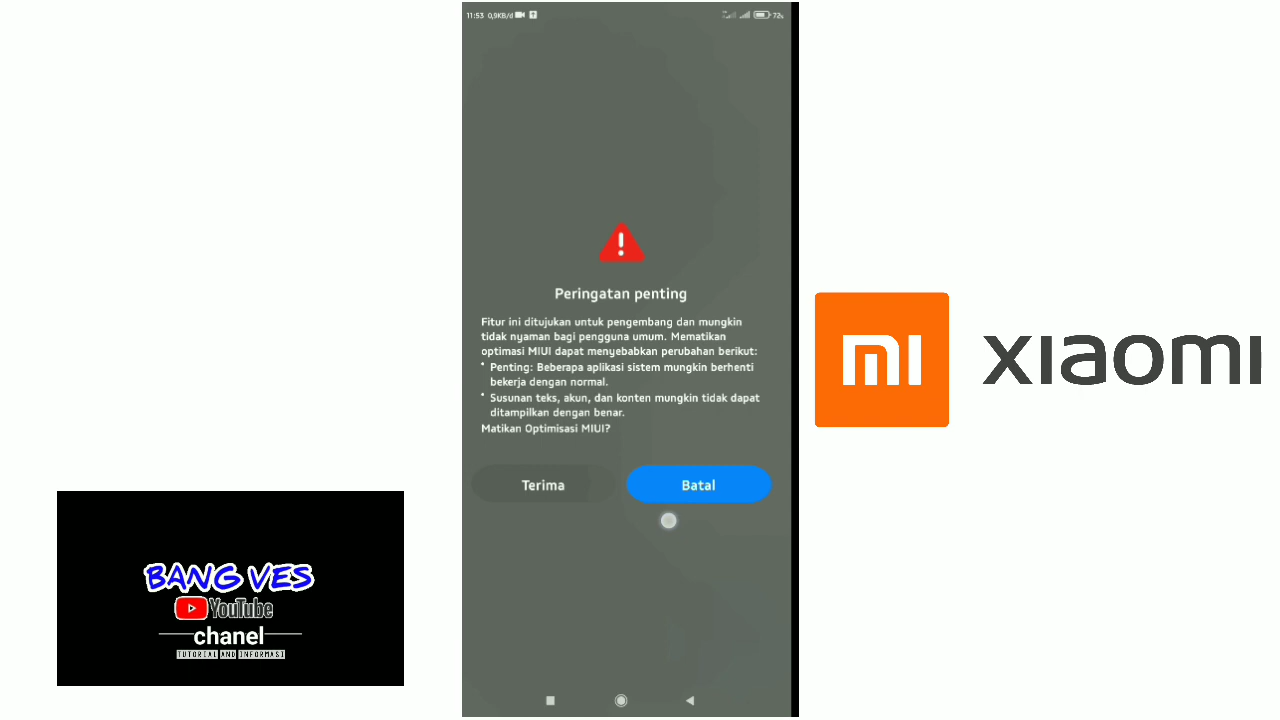 11:53 0,9KB/d
72%
Peringatan penting
Fitur ini ditujukan untuk pengembang dan mungkin
tidak nyaman bagi pengguna umum. Mematikan
optimasi MIUI dapat menyebabkan perubahan berikut:
• Penting: Beberapa aplikasi sistem mungkin berhenti
bekerja dengan normal.
• Susunan teks, akun, dan konten mungkin tidak dapat
ditampilkan dengan benar.
Matikan Optimisasi MIUI?
Terima
Batal
mi
xiaomi
BANG VES
YouTube
chanel
TUTORIAL AND INFORMASI